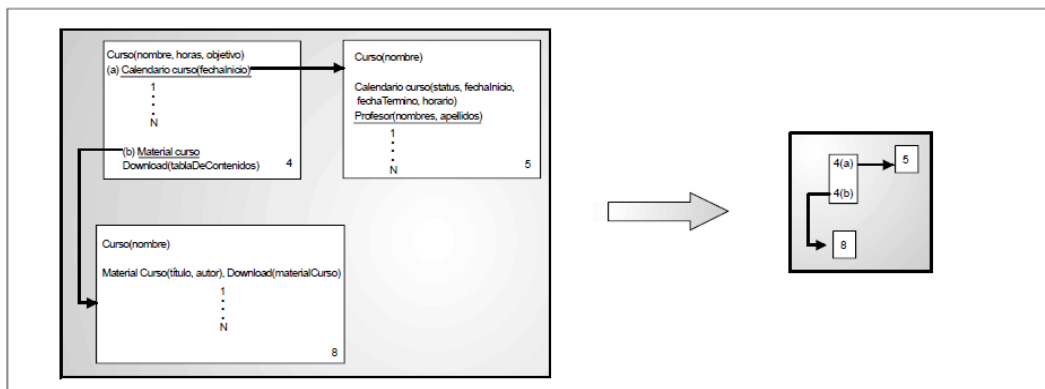 Curso(nombre, horas, objetivo)
(a) Calendario curso(fechaInicio)
1
N
(b) Material curso
Download(tablaDeContenidos)
4
Curso(nombre)
Calendario curso(status, fechaInicio,
fechaTermino, horario)
Profesor(nombres, apellidos)
1
N
5
Curso(nombre)
Material Curso(título, autor), Download(materialCurso)
1
N
8
4(a)
5
4(b)
8